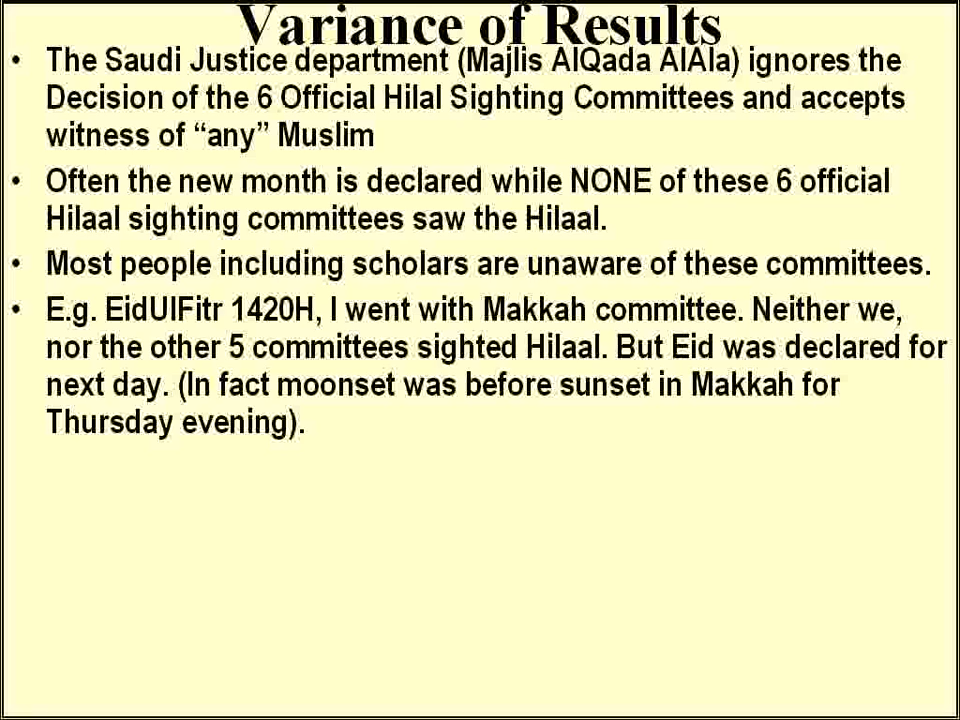 Variance of Results
• The Saudi Justice department (Majlis AlQada AlAla) ignores the
Decision of the 6 Official Hilal Sighting Committees and accepts
witness of “any” Muslim
• Often the new month is declared while NONE of these 6 official
Hilaal sighting committees saw the Hilaal.
• Most people including scholars are unaware of these committees.
• E.g. EidUlFitr 1420H, I went with Makkah committee. Neither we,
nor the other 5 committees sighted Hilaal. But Eid was declared for
next day. (In fact moonset was before sunset in Makkah for
Thursday evening).